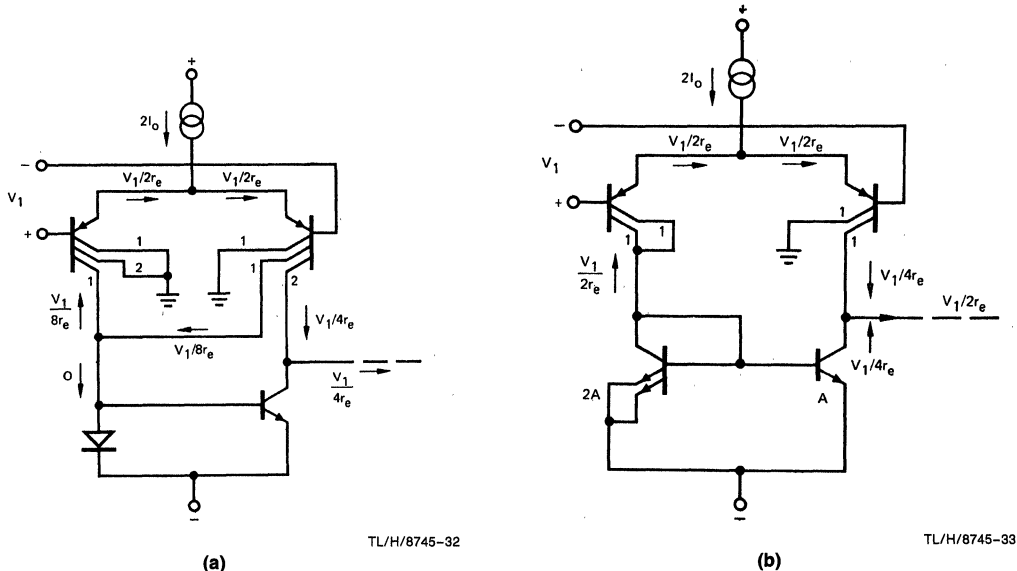 +
2I₀
−
V₁/2rₑ
V₁/2rₑ
V₁
+
1
2
1
1
1
2
V₁
8rₑ
V₁/8rₑ
V₁/4rₑ
O
V₁
4rₑ
−
TL/H/8745-32
(a)
+
2I₀
−
V₁/2rₑ
V₁/2rₑ
V₁
+
1
1
1
1
V₁
2rₑ
V₁/4rₑ
V₁/2rₑ
V₁/4rₑ
2A
A
−
TL/H/8745-33
(b)